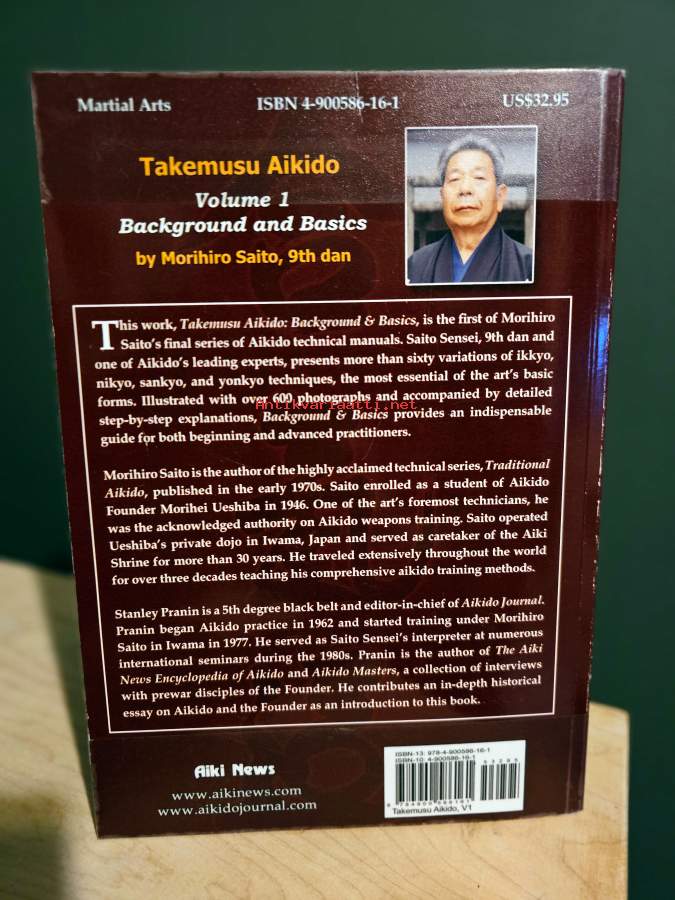 Martial Arts ISBN 4-900586-16-1 US$32.95
Takemusu Aikido
Volume 1
Background and Basics
by Morihiro Saito, 9th dan
This work, Takemusu Aikido: Background & Basics, is the first of Morihiro
Saito's final series of Aikido technical manuals. Saito Sensei, 9th dan and
one of Aikido's leading experts, presents more than sixty variations of ikkyo,
nikyo, sankyo, and yonkyo techniques, the most essential of the art's basic
forms. Illustrated with over 600 photographs and accompanied by detailed
Antikvariaatti.net
step-by-step explanations, Background & Basics provides an indispensable
guide for both beginning and advanced practitioners.
Morihiro Saito is the author of the highly acclaimed technical series, Traditional
Aikido, published in the early 1970s. Saito enrolled as a student of Aikido
Founder Morihei Ueshiba in 1946. One of the art's foremost technicians, he
was the acknowledged authority on Aikido weapons training. Saito operated
Ueshiba's private dojo in Iwama, Japan and served as caretaker of the Aiki
Shrine for more than 30 years. He traveled extensively throughout the world
for over three decades teaching his comprehensive aikido training methods.
Stanley Pranin is a 5th degree black belt and editor-in-chief of Aikido Journal.
Pranin began Aikido practice in 1962 and started training under Morihiro
Saito in Iwama in 1977. He served as Saito Sensei's interpreter at numerous
international seminars during the 1980s. Pranin is the author of The Aiki
News Encyclopedia of Aikido and Aikido Masters, a collection of interviews
with prewar disciples of the Founder. He contributes an in-depth historical
essay on Aikido and the Founder as an introduction to this book.
Aiki News
www.aikinews.com
www.aikidojournal.com
ISBN-13: 978-4-900586-16-1
ISBN-10: 4-900586-16-1
53295
9 784900 586161
Takemusu Aikido, V1